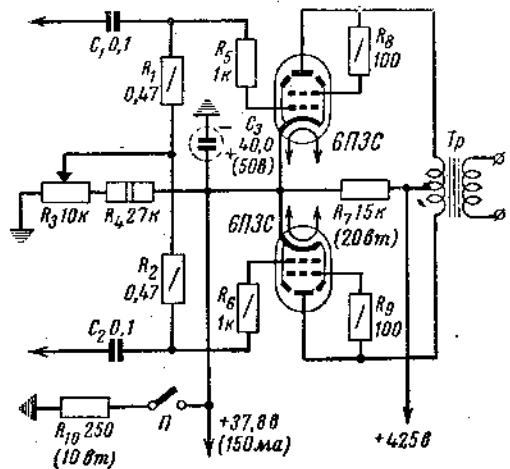 C₁ 0,1
R₁
0,47
R₅
1к
C₃
40,0
(50в)
R₈
100
6П3С
Тр
R₃ 10к
R₄ 27к
6П3С
R₇ 15к
(20вт)
R₂
0,47
R₆
1к
R₉
100
C₂ 0,1
R₁₀ 250
(10вт)
П
+37,8в
(150ма)
+425в